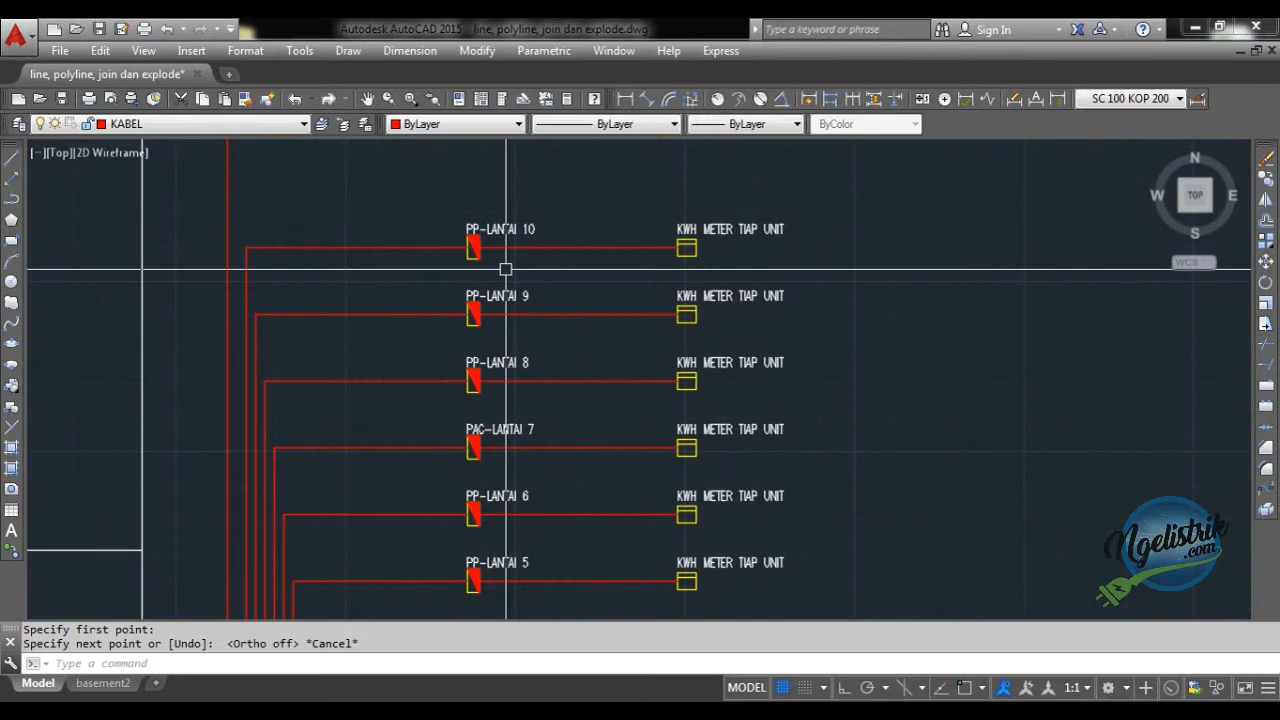 Autodesk AutoCAD 2015 line, polyline, join dan explode.dwg
Type a keyword or phrase
Sign In
File Edit View Insert Format Tools Draw Dimension Modify Parametric Window Help Express
line, polyline, join dan explode*
SC 100 KOP 200
KABEL
ByLayer
ByLayer
ByLayer
ByColor
[−][Top][2D Wireframe]
N
W TOP E
S
WCS
PP-LANTAI 10 KWH METER TIAP UNIT
PP-LANTAI 9 KWH METER TIAP UNIT
PP-LANTAI 8 KWH METER TIAP UNIT
PAC-LANTAI 7 KWH METER TIAP UNIT
PP-LANTAI 6 KWH METER TIAP UNIT
PP-LANTAI 5 KWH METER TIAP UNIT
Ngelistrik
.com
Specify first point:
Specify next point or [Undo]: <Ortho off> *Cancel*
Type a command
Model basement2
MODEL 1:1